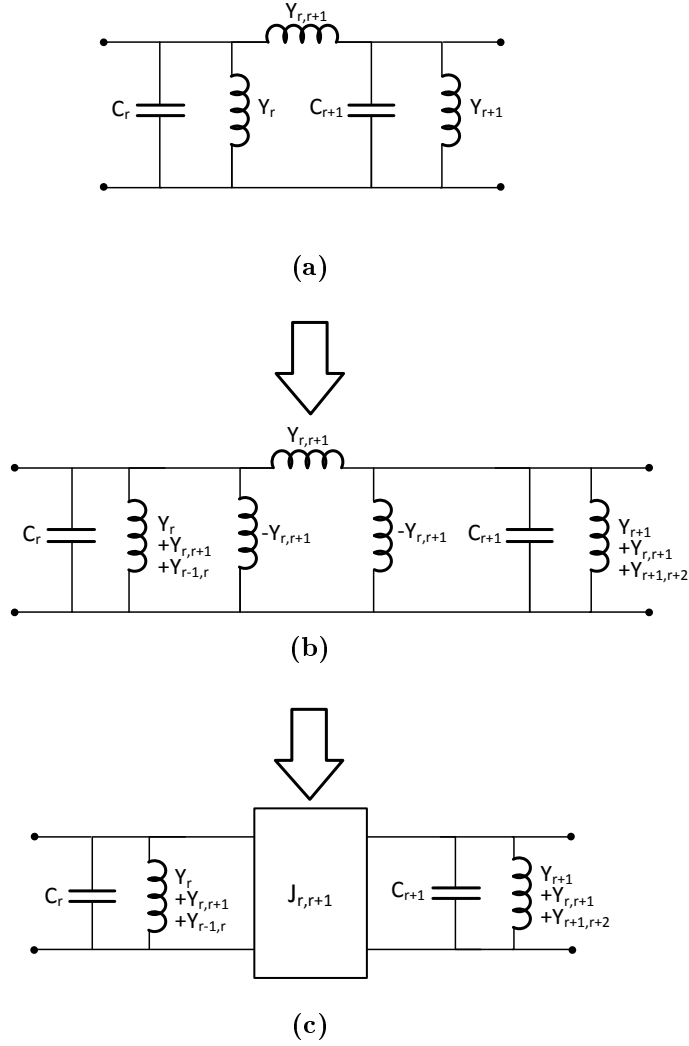 Y_{r,r+1}
C_r Y_r C_{r+1} Y_{r+1}
(a)
Y_{r,r+1}
C_r
Y_r
+Y_{r,r+1}
+Y_{r-1,r}
-Y_{r,r+1}
-Y_{r,r+1}
C_{r+1}
Y_{r+1}
+Y_{r,r+1}
+Y_{r+1,r+2}
(b)
C_r
Y_r
+Y_{r,r+1}
+Y_{r-1,r}
J_{r,r+1}
C_{r+1}
Y_{r+1}
+Y_{r,r+1}
+Y_{r+1,r+2}
(c)